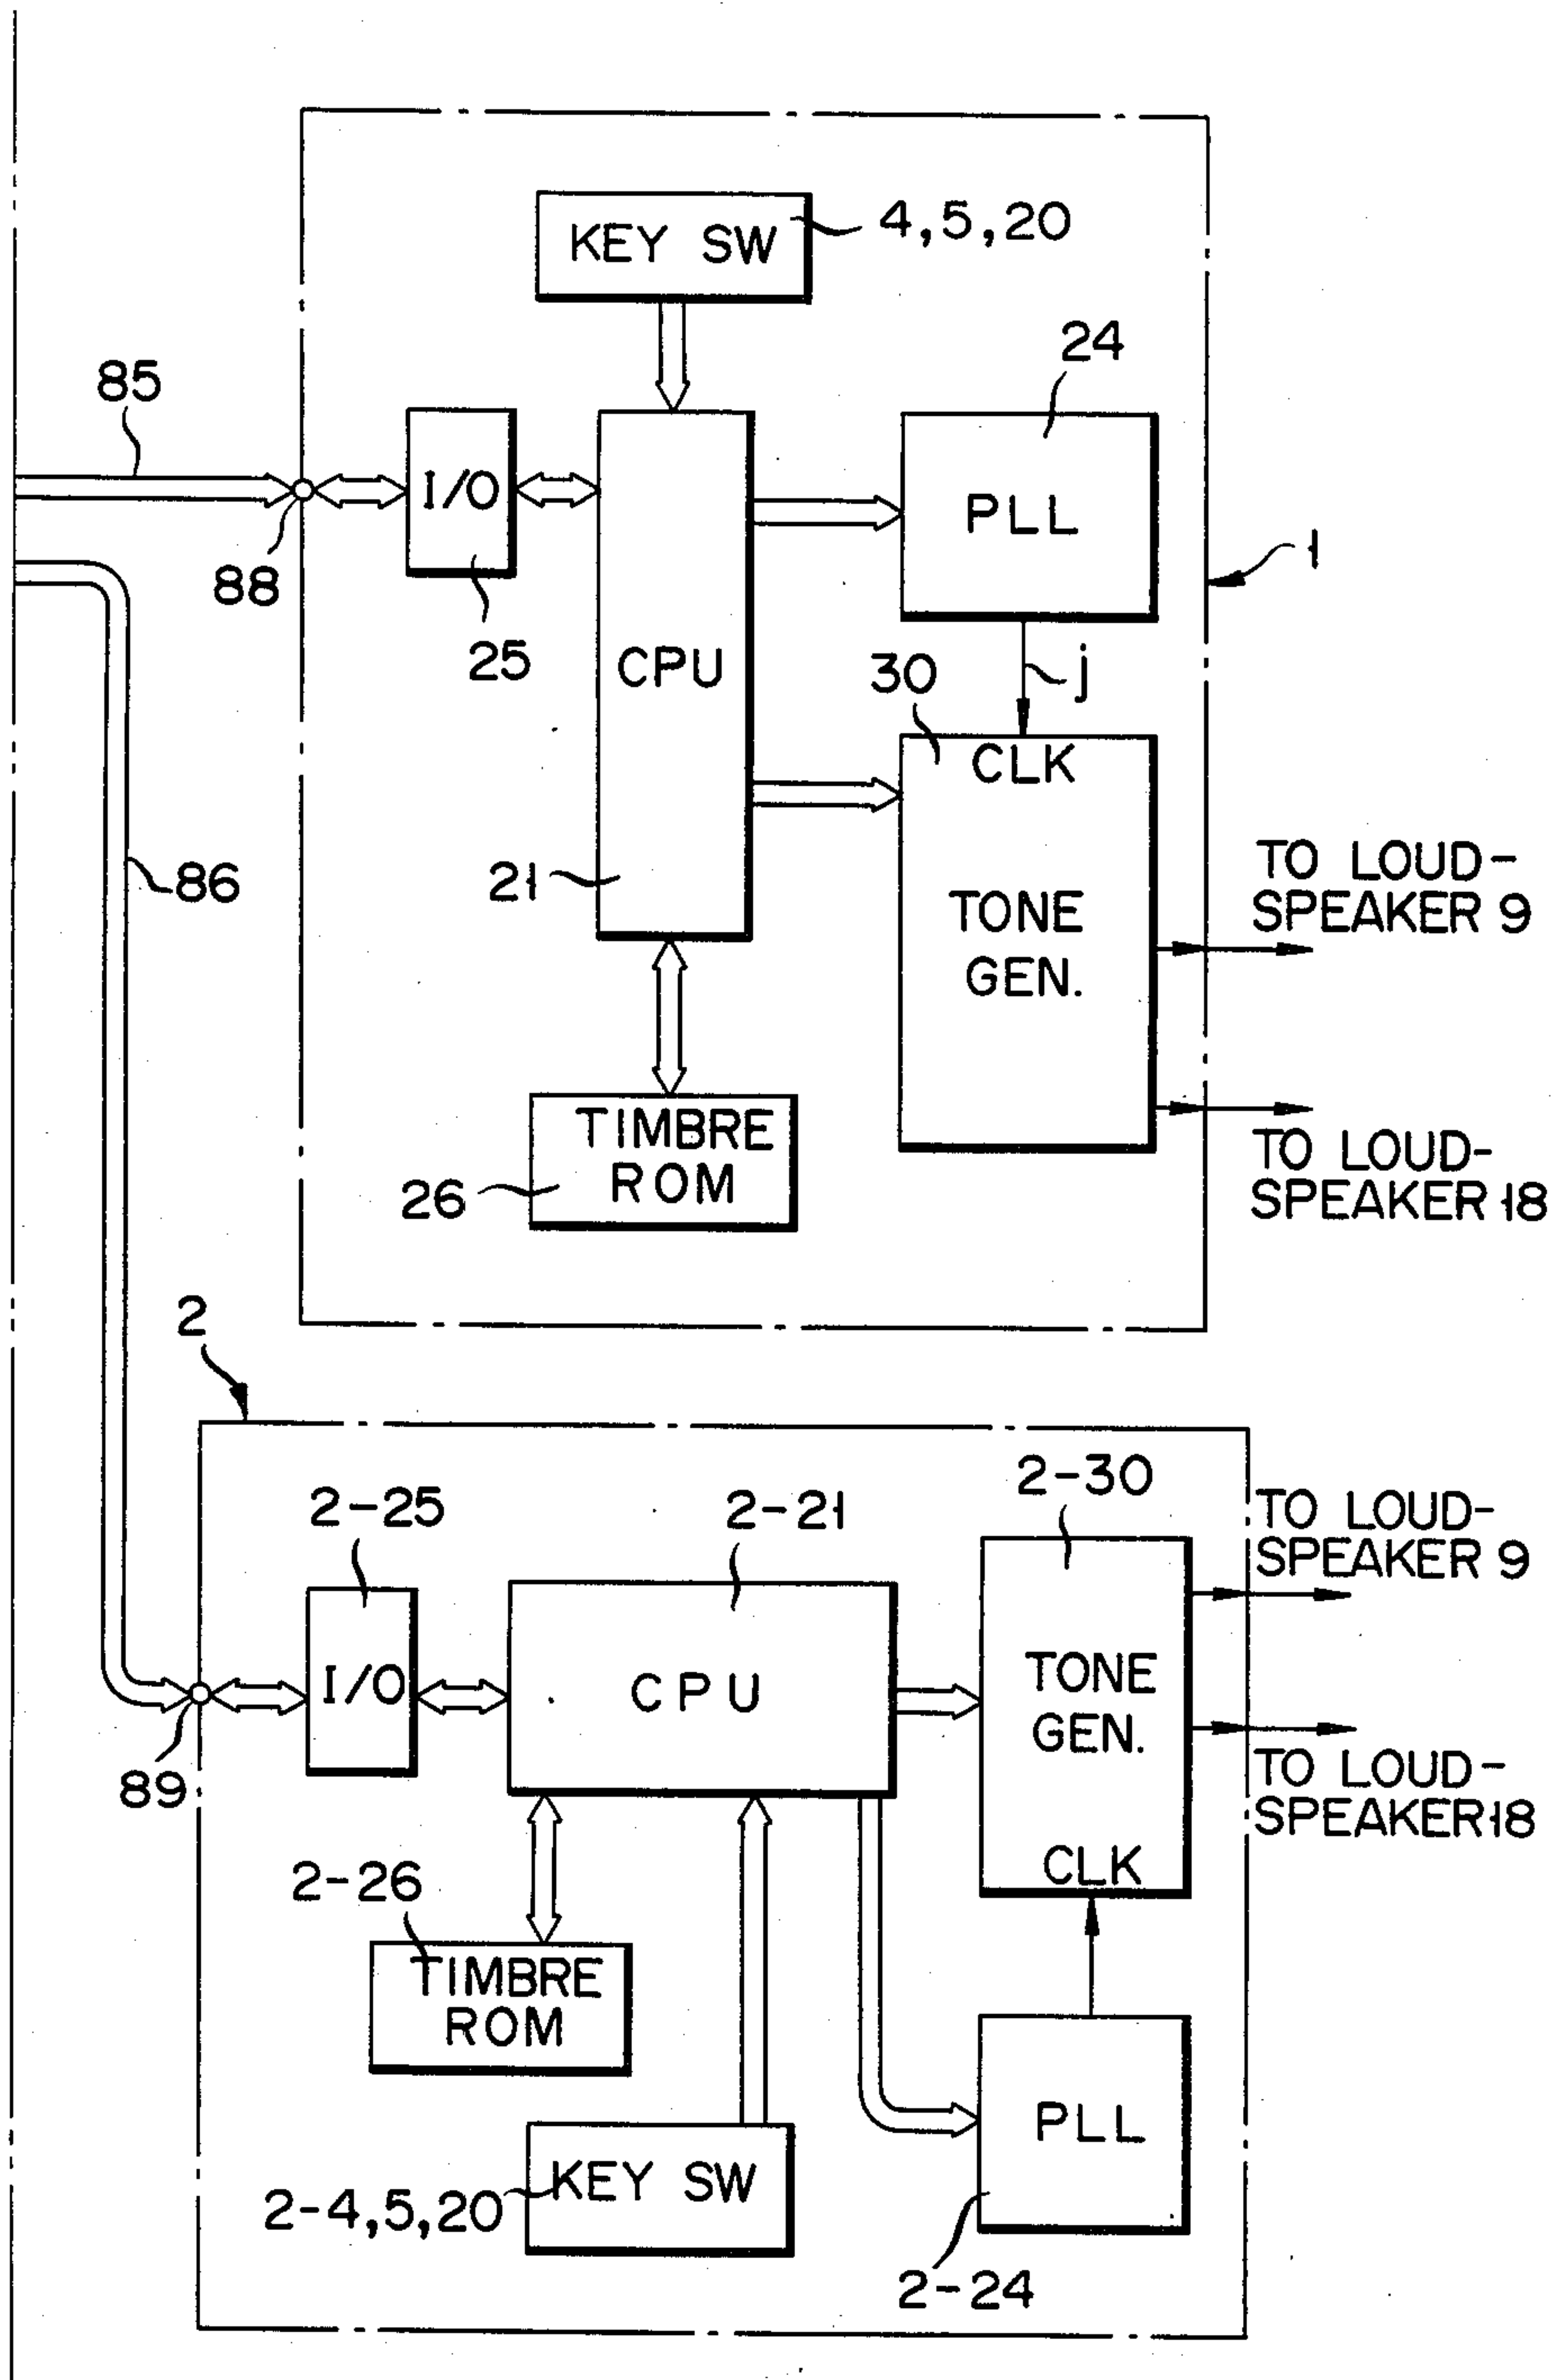 KEY SW
4,5,20
24
85
I/O
PLL
1
88
25
CPU
30
j
CLK
21
86
TONE
GEN.
TO LOUD-
SPEAKER 9
TIMBRE
ROM
26
TO LOUD-
SPEAKER 18
2
2-30
2-25
2-21
TO LOUD-
SPEAKER 9
I/O
CPU
TONE
GEN.
89
TO LOUD-
SPEAKER 18
CLK
2-26
TIMBRE
ROM
PLL
KEY SW
2-4,5,20
2-24